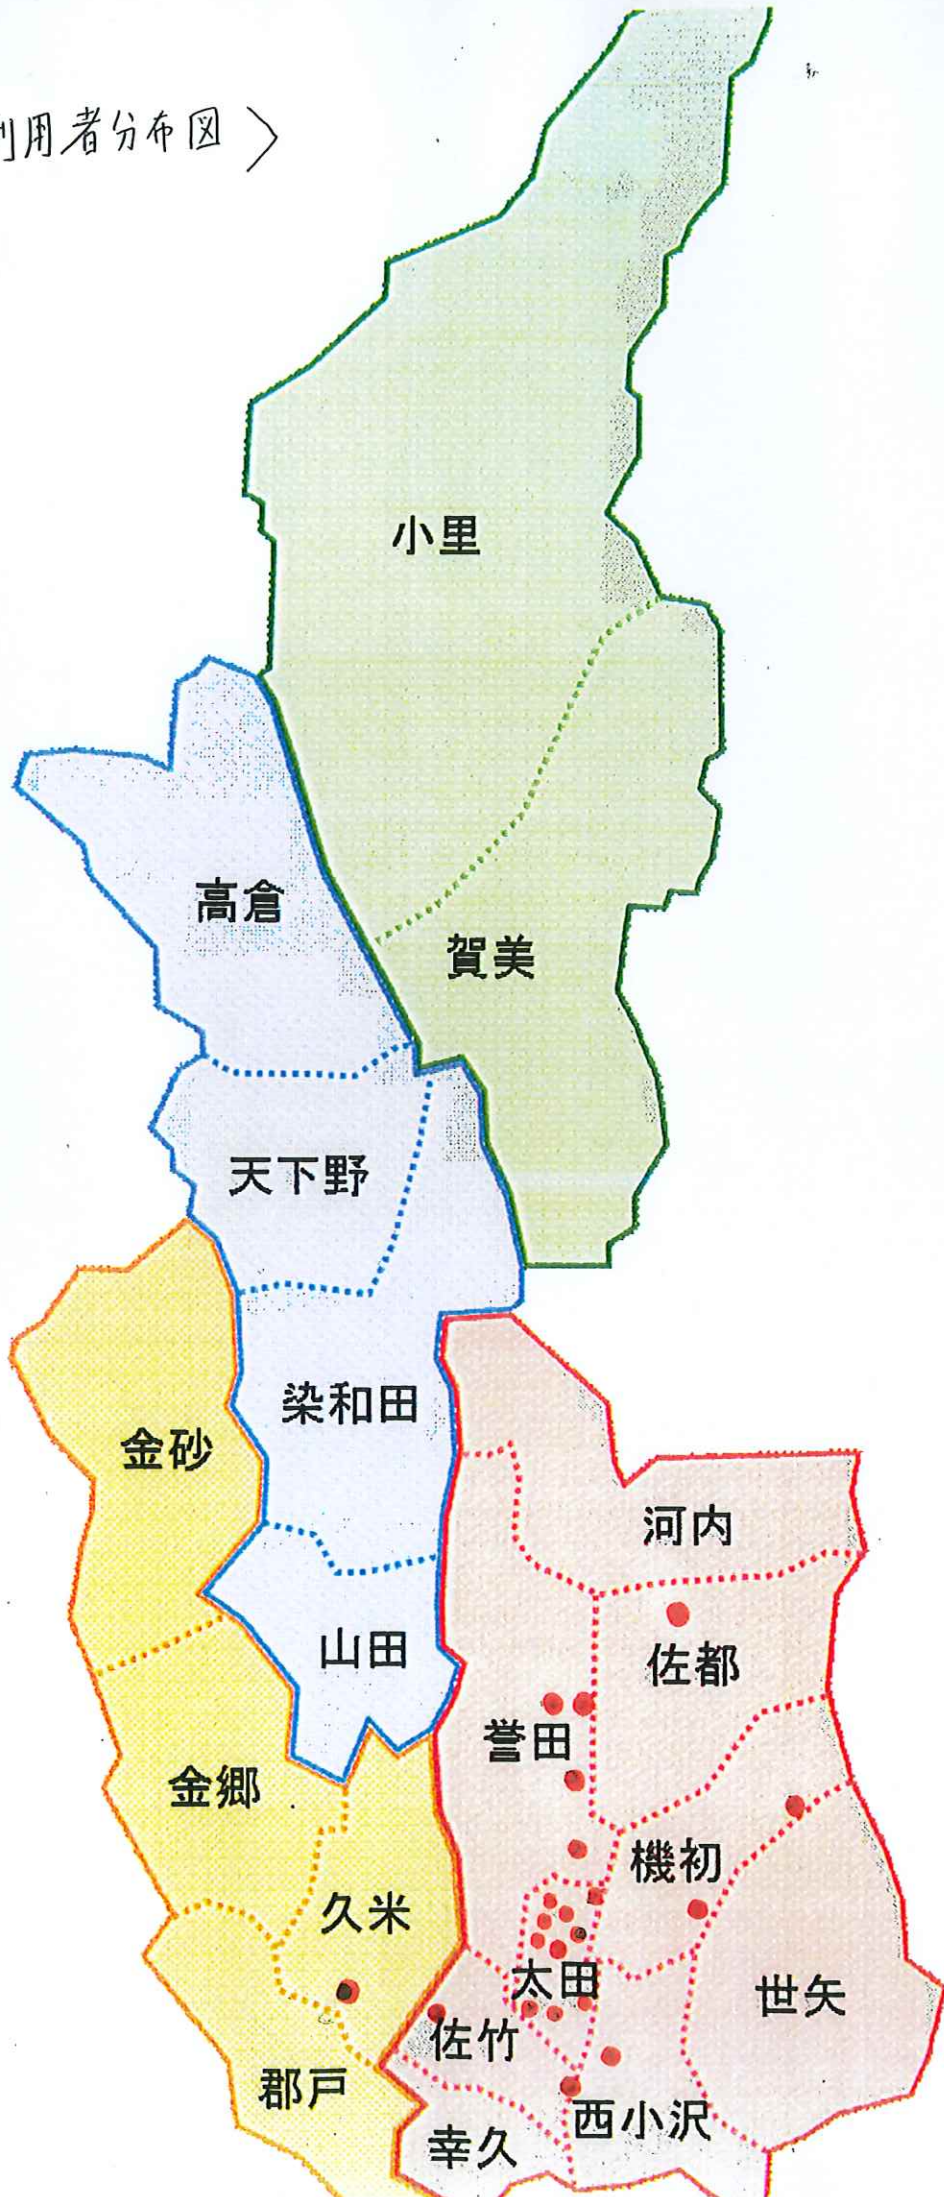 利用者分布図〉
小里
高倉
賀美
天下野
染和田
金砂
河内
山田
佐都
誉田
金郷
機初
久米
太田
世矢
佐竹
郡戸
西小沢
幸久